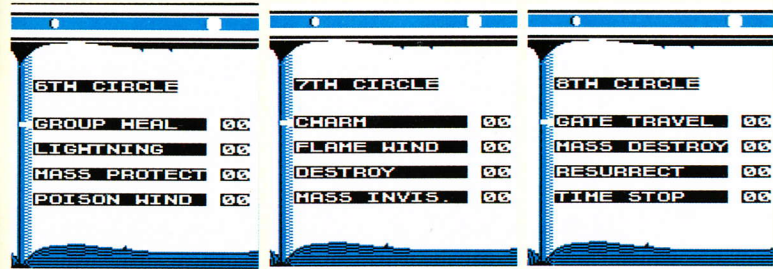 6TH CIRCLE
GROUP HEAL 00
LIGHTNING 00
MASS PROTECT 00
POISON WIND 00
7TH CIRCLE
CHARM 00
FLAME WIND 00
DESTROY 00
MASS INVIS. 00
8TH CIRCLE
GATE TRAVEL 00
MASS DESTROY 00
RESURRECT 00
TIME STOP 00